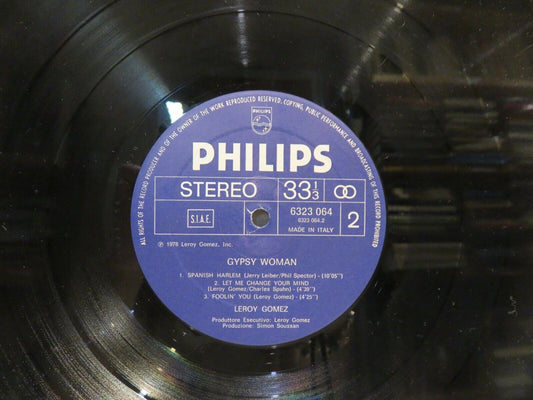 ALL RIGHTS OF THE RECORD PRODUCER AND OF THE OWNER OF THE WORK REPRODUCED RESERVED. COPYING, PUBLIC PERFORMANCE AND BROADCASTING OF THIS RECORD PROHIBITED
PHILIPS
PHILIPS
STEREO 33 1/3
S.I.A.E. 6323 064 2
6323 064.2
MADE IN ITALY
℗ 1978 Leroy Gomez, Inc.
GYPSY WOMAN
1. SPANISH HARLEM (Jerry Leiber/Phil Spector) - (10'05'')
2. LET ME CHANGE YOUR MIND
(Leroy Gomez/Charles Spahn) - (4'39'')
3. FOOLIN' YOU (Leroy Gomez) - (4'25'')
LEROY GOMEZ
Produttore Esecutivo: Leroy Gomez
Produzione: Simon Soussan